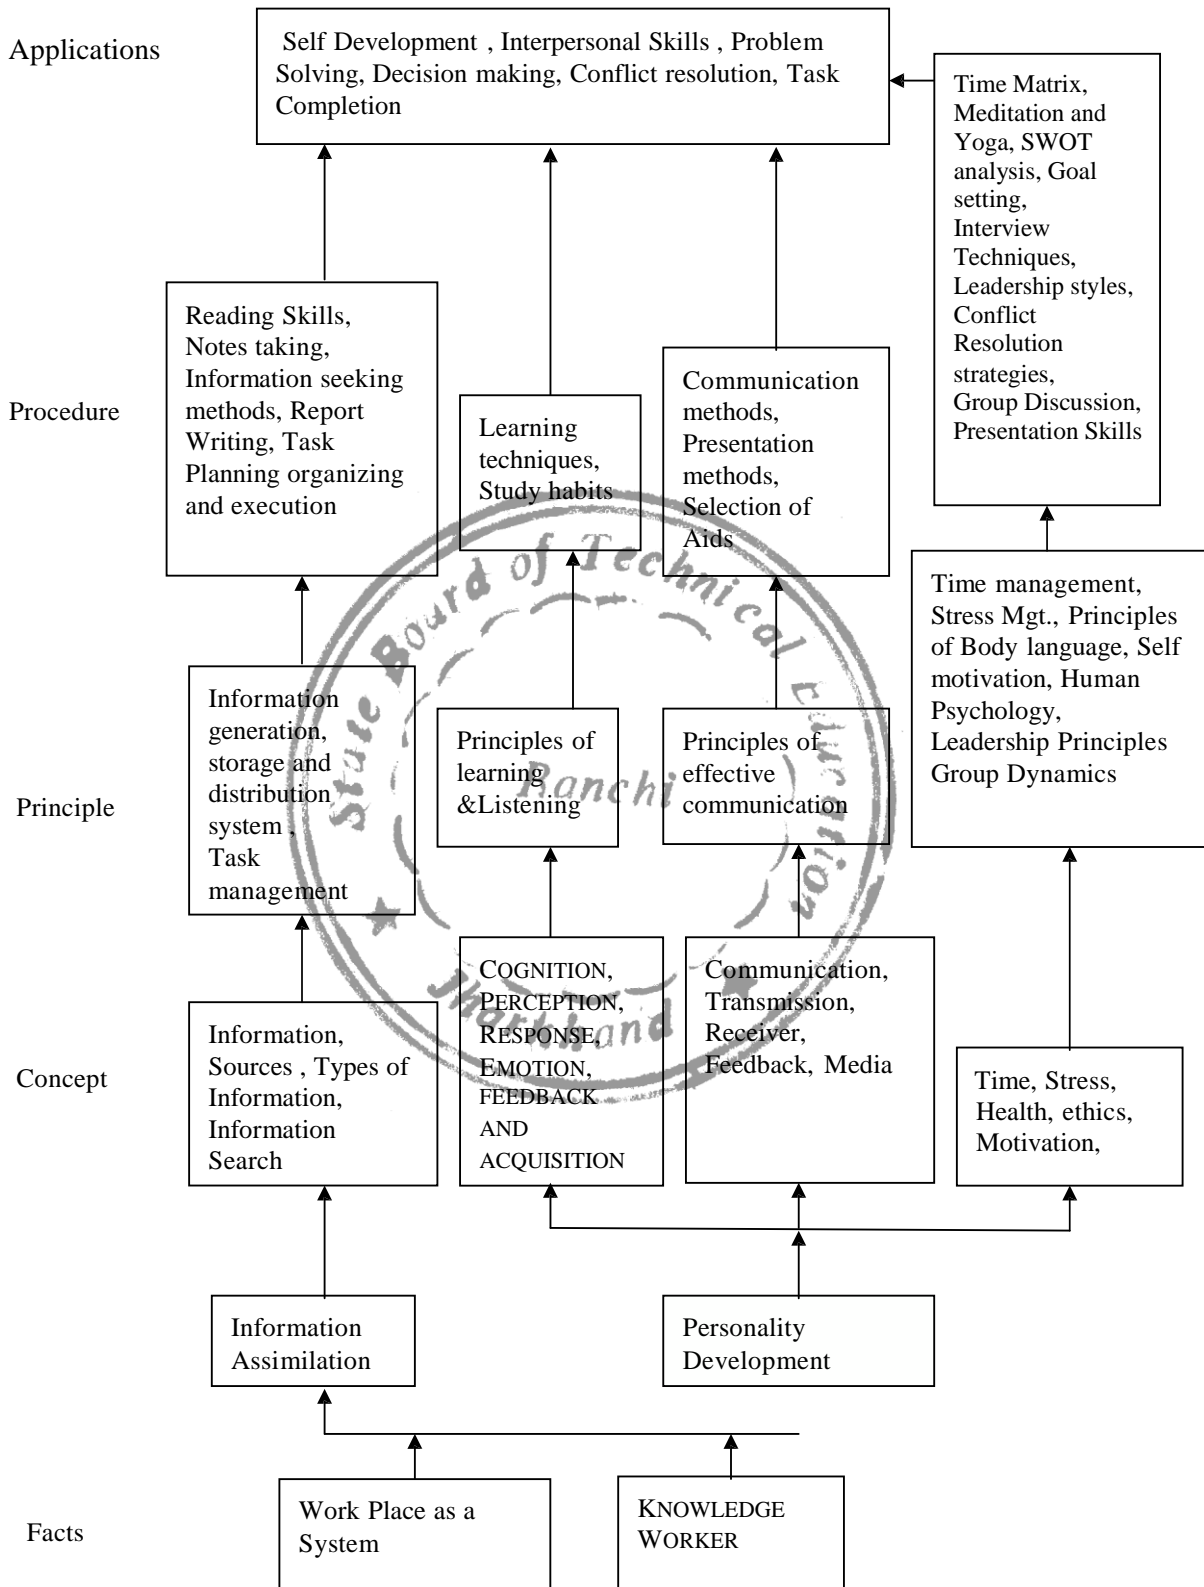 Applications
Self Development , Interpersonal Skills , Problem
Solving, Decision making, Conflict resolution, Task
Completion
Time Matrix,
Meditation and
Yoga, SWOT
analysis, Goal
setting,
Interview
Techniques,
Leadership styles,
Conflict
Resolution
strategies,
Group Discussion,
Presentation Skills
Procedure
Reading Skills,
Notes taking,
Information seeking
methods, Report
Writing, Task
Planning organizing
and execution
Learning
techniques,
Study habits
Communication
methods,
Presentation
methods,
Selection of
Aids
Principle
Information
generation,
storage and
distribution
system ,
Task
management
Principles of
learning
&Listening
Principles of
effective
communication
Time management,
Stress Mgt., Principles
of Body language, Self
motivation, Human
Psychology,
Leadership Principles
Group Dynamics
Concept
Information,
Sources , Types of
Information,
Information
Search
COGNITION,
PERCEPTION,
RESPONSE,
EMOTION,
FEEDBACK
AND
ACQUISITION
Communication,
Transmission,
Receiver,
Feedback, Media
Time, Stress,
Health, ethics,
Motivation,
Information
Assimilation
Personality
Development
Facts
Work Place as a
System
KNOWLEDGE
WORKER
State Board of Technical Education
Ranchi
Jharkhand